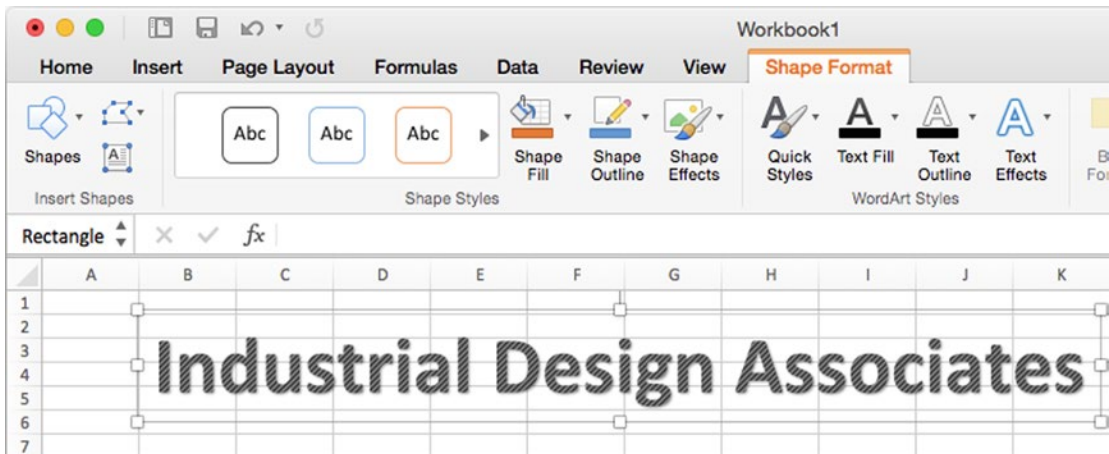 Workbook1
Home Insert Page Layout Formulas Data Review View Shape Format
Abc Abc Abc
A A A A
Shapes A Shape Fill Shape Outline Shape Effects Quick Styles Text Fill Text Outline Text Effects
Insert Shapes Shape Styles WordArt Styles
Rectangle fx
A B C D E F G H I J K
1
2
3
4
5
6
7
Industrial Design Associates